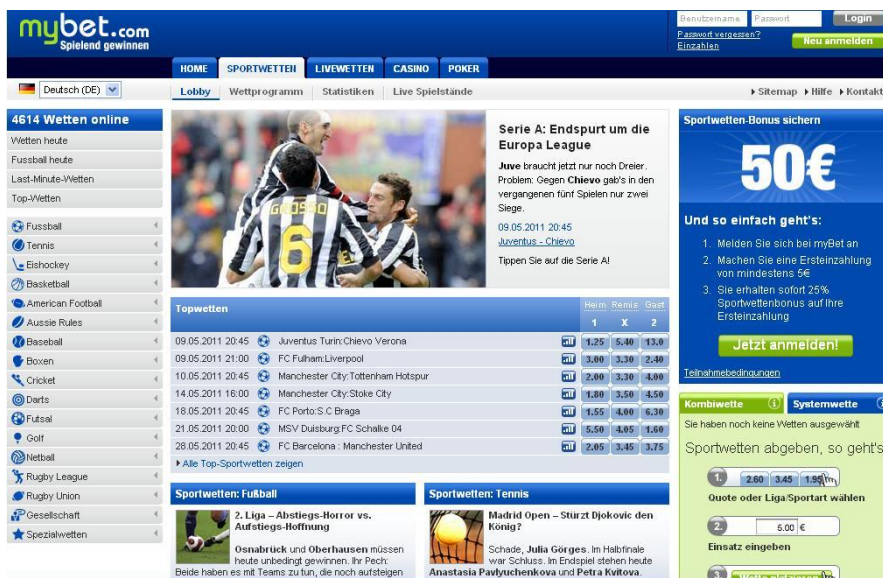 mybet.com
Spielend gewinnen
Benutzername Passwort Login
Passwort vergessen?
Einzahlen
Neu anmelden
HOME SPORTWETTEN LIVEWETTEN CASINO POKER
Deutsch (DE)
Lobby Wettprogramm Statistiken Live Spielstände
Sitemap Hilfe Kontakt
4614 Wetten online
Wetten heute
Fussball heute
Last-Minute-Wetten
Top-Wetten
Fussball
Tennis
Eishockey
Basketball
American Football
Aussie Rules
Baseball
Boxen
Cricket
Darts
Futsal
Golf
Netball
Rugby League
Rugby Union
Gesellschaft
Spezialwetten
GROSSO
6
Serie A: Endspurt um die
Europa League
Juve braucht jetzt nur noch Dreier.
Problem: Gegen Chievo gab's in den
vergangenen fünf Spielen nur zwei
Siege.
09.05.2011 20:45
Juventus - Chievo
Tippen Sie auf die Serie A!
Topwetten
Heim Remis Gast
1 X 2
09.05.2011 20:45 Juventus Turin:Chievo Verona 1.25 5.40 13.0
09.05.2011 21:00 FC Fulham:Liverpool 3.00 3.30 2.40
10.05.2011 20:45 Manchester City:Tottenham Hotspur 2.00 3.30 4.00
14.05.2011 16:00 Manchester City:Stoke City 1.80 3.50 4.50
18.05.2011 20:45 FC Porto:S.C Braga 1.55 4.00 6.30
21.05.2011 20:00 MSV Duisburg:FC Schalke 04 5.50 4.05 1.60
28.05.2011 20:45 FC Barcelona : Manchester United 2.05 3.45 3.75
Alle Top-Sportwetten zeigen
Sportwetten: Fußball
2. Liga – Abstiegs-Horror vs.
Aufstiegs-Hoffnung
Osnabrück und Oberhausen müssen
heute unbedingt gewinnen. Ihr Pech:
Beide haben es mit Teams zu tun, die noch aufsteigen
Sportwetten: Tennis
Madrid Open – Stürzt Djokovic den
König?
Schade, Julia Görges. Im Halbfinale
war Schluss. Im Endspiel stehen heute
Anastasia Pavlyuchenkova und Petra Kvitova.
Sportwetten-Bonus sichern
50€
Und so einfach geht's:
1. Melden Sie sich bei myBet an
2. Machen Sie eine Ersteinzahlung
von mindestens 5€
3. Sie erhalten sofort 25%
Sportwettenbonus auf Ihre
Ersteinzahlung
Jetzt anmelden!
Teilnahmebedingungen
Kombiwette Systemwette
Sie haben noch keine Wetten ausgewählt
Sportwetten abgeben, so geht's
1. 2.60 3.45 1.95
Quote oder Liga/Sportart wählen
2. 5.00 €
Einsatz eingeben
3. Wette platzieren